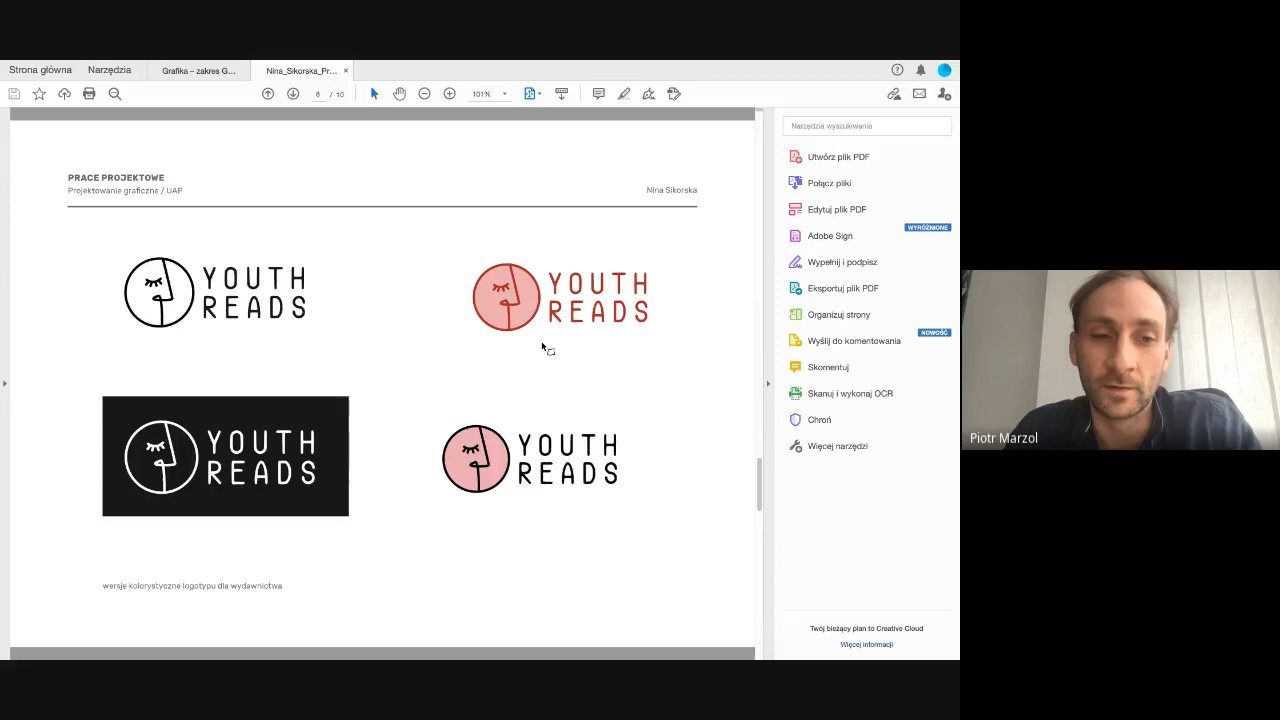 Strona główna
Narzędzia
Grafika – zakres G...
Nina_Sikorska_Pr...
8 / 10
101%
Narzędzia wyszukiwania
PRACE PROJEKTOWE
Projektowanie graficzne / UAP
Nina Sikorska
YOUTH
READS
YOUTH
READS
YOUTH
READS
YOUTH
READS
wersje kolorystyczne logotypu dla wydawnictwa
Utwórz plik PDF
Połącz pliki
Edytuj plik PDF
WYRÓŻNIONE
Adobe Sign
Wypełnij i podpisz
Eksportuj plik PDF
Organizuj strony
NOWOŚĆ
Wyślij do komentowania
Skomentuj
Skanuj i wykonaj OCR
Chroń
Więcej narzędzi
Twój bieżący plan to Creative Cloud
Więcej informacji
Piotr Marzol